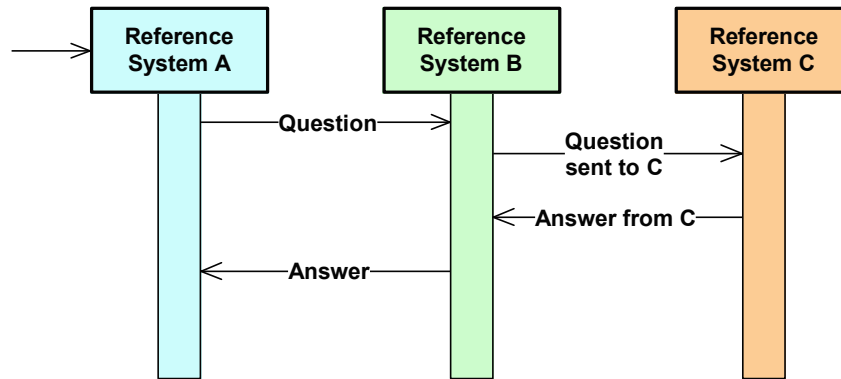 Reference
System A
Reference
System B
Reference
System C
Question
Question
sent to C
Answer from C
Answer